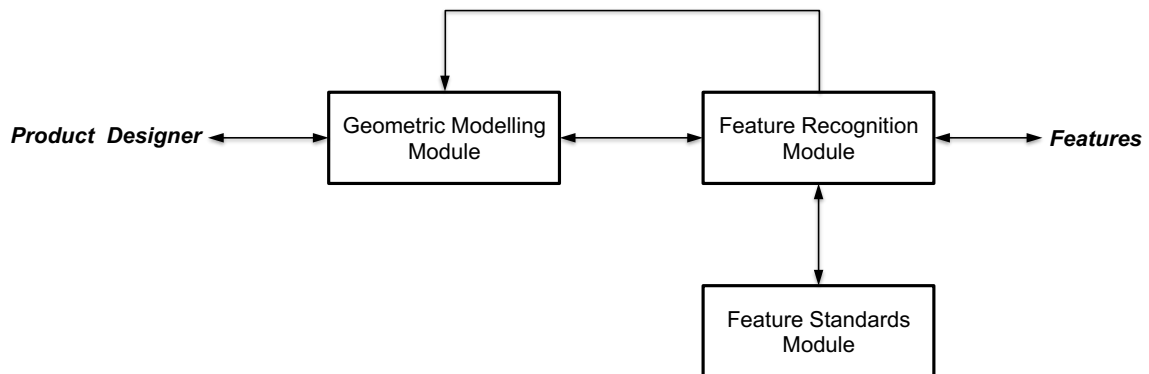 Product Designer
Geometric Modelling
Module
Feature Recognition
Module
Features
Feature Standards
Module